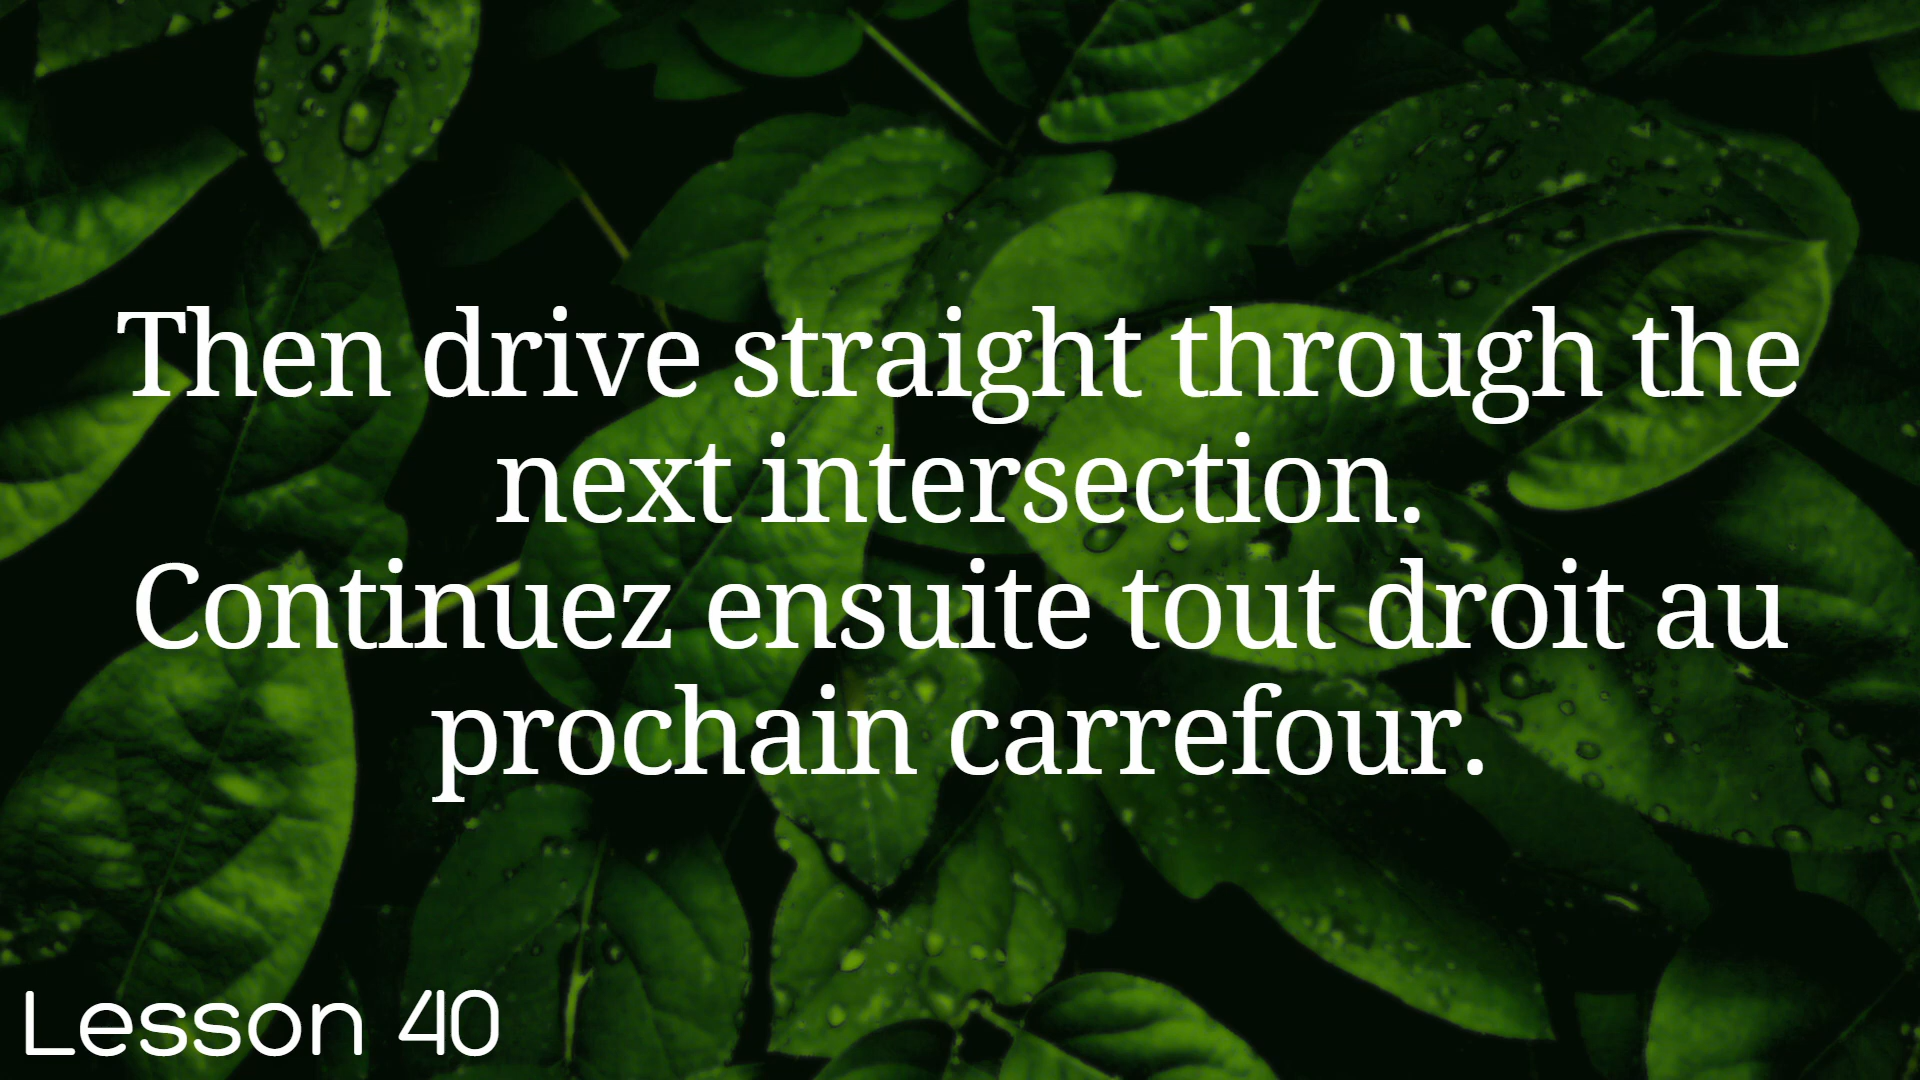 Then drive straight through the
next intersection.
Continuez ensuite tout droit au
prochain carrefour.
Lesson 40